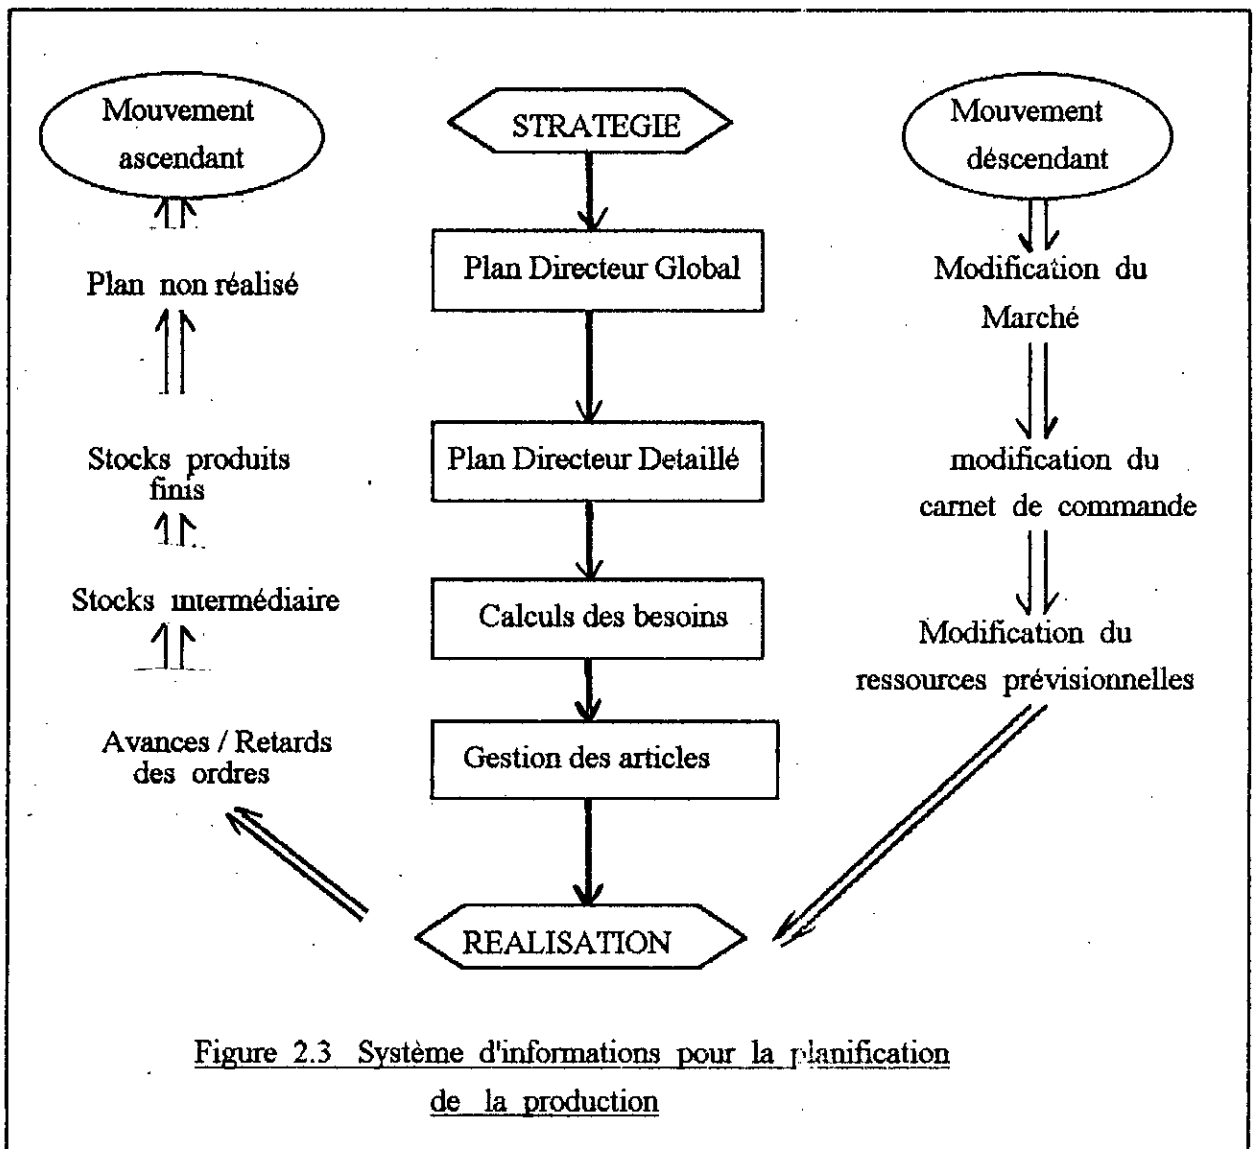 Mouvement
ascendant
Plan non réalisé
Stocks produits
finis
Stocks intermédiaire
Avances / Retards
des ordres
STRATEGIE
Plan Directeur Global
Plan Directeur Detaillé
Calculs des besoins
Gestion des articles
REALISATION
Mouvement
déscendant
Modification du
Marché
modification du
carnet de commande
Modification du
ressources prévisionnelles
Figure 2.3 Système d'informations pour la planification
de la production